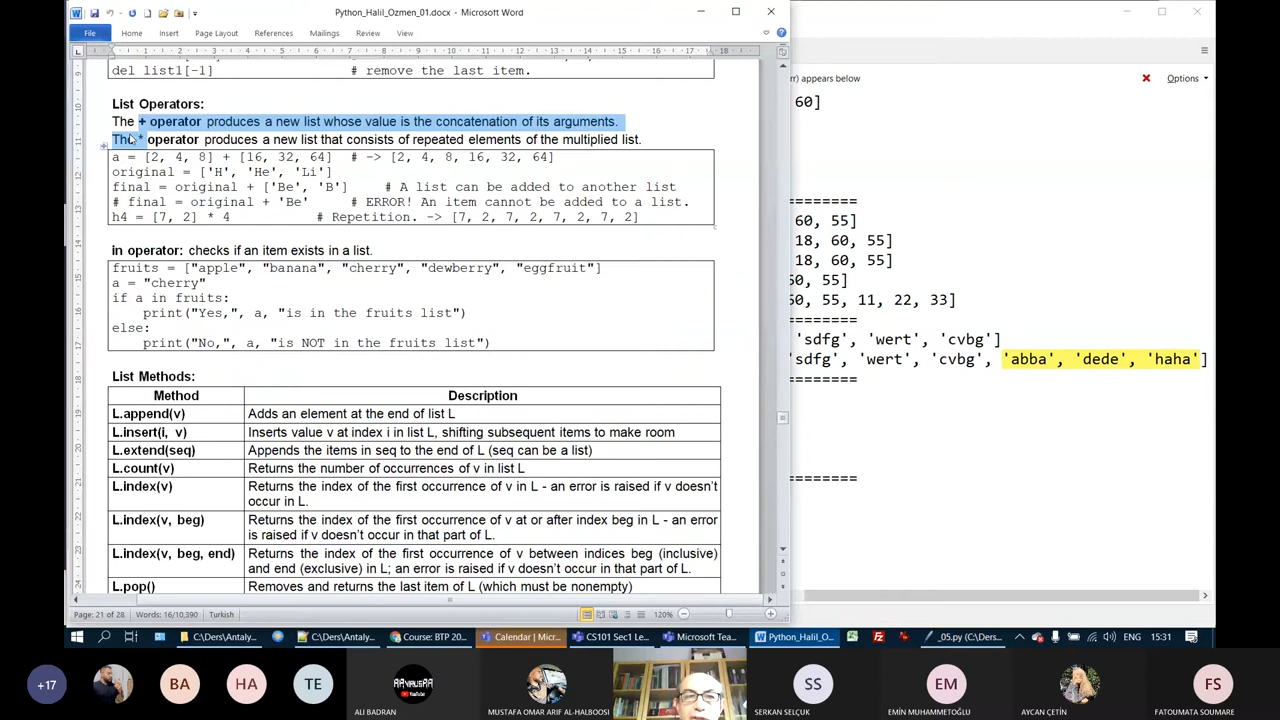 Python_Halil_Ozmen_01.docx - Microsoft Word
File Home Insert Page Layout References Mailings Review View
del list1[-1] # remove the last item.
List Operators:
The + operator produces a new list whose value is the concatenation of its arguments.
The * operator produces a new list that consists of repeated elements of the multiplied list.
a = [2, 4, 8] + [16, 32, 64] # -> [2, 4, 8, 16, 32, 64]
original = ['H', 'He', 'Li']
final = original + ['Be', 'B'] # A list can be added to another list
# final = original + 'Be' # ERROR! An item cannot be added to a list.
h4 = [7, 2] * 4 # Repetition. -> [7, 2, 7, 2, 7, 2, 7, 2]
in operator: checks if an item exists in a list.
fruits = ["apple", "banana", "cherry", "dewberry", "eggfruit"]
a = "cherry"
if a in fruits:
print("Yes,", a, "is in the fruits list")
else:
print("No,", a, "is NOT in the fruits list")
List Methods:
Method Description
L.append(v) Adds an element at the end of list L
L.insert(i, v) Inserts value v at index i in list L, shifting subsequent items to make room
L.extend(seq) Appends the items in seq to the end of L (seq can be a list)
L.count(v) Returns the number of occurrences of v in list L
L.index(v) Returns the index of the first occurrence of v in L - an error is raised if v doesn't
occur in L.
L.index(v, beg) Returns the index of the first occurrence of v at or after index beg in L - an error
is raised if v doesn't occur in that part of L.
L.index(v, beg, end) Returns the index of the first occurrence of v between indices beg (inclusive)
and end (exclusive) in L; an error is raised if v doesn't occur in that part of L.
L.pop() Removes and returns the last item of L (which must be nonempty)
Page: 21 of 28 Words: 16/10,390 Turkish 120%
rr) appears below Options
60]
=========
60, 55]
18, 60, 55]
18, 60, 55]
60, 55]
60, 55, 11, 22, 33]
=========
'sdfg', 'wert', 'cvbg']
'sdfg', 'wert', 'cvbg', 'abba', 'dede', 'haha']
=========
=========
C:\Ders\Antaly... C:\Ders\Antaly... Course: BTP 20... Calendar | Micr... CS101 Sec1 Le... Microsoft Tea... Python_Halil_O... _05.py (C:\Ders... ENG 15:31
+17 BA HA TE SS EM FS
ALI BADRAN MUSTAFA OMAR ARIF AL-HALBOOSI SERKAN SELÇUK EMİN MUHAMMETOĞLU AYCAN ÇETİN FATOUMATA SOUMARE